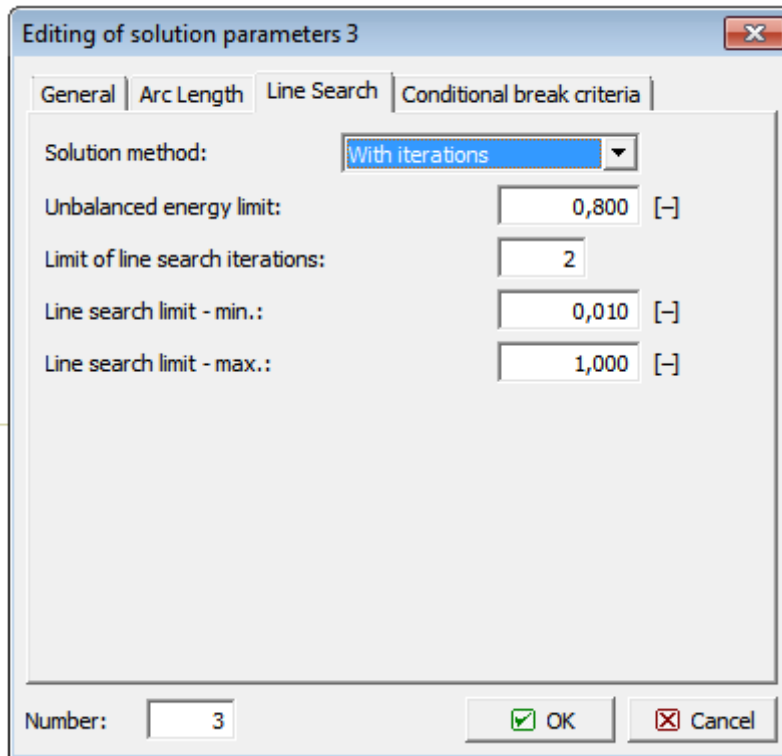 Editing of solution parameters 3
General Arc Length Line Search Conditional break criteria
Solution method: With iterations
Unbalanced energy limit: 0,800 [–]
Limit of line search iterations: 2
Line search limit - min.: 0,010 [–]
Line search limit - max.: 1,000 [–]
Number: 3 OK Cancel